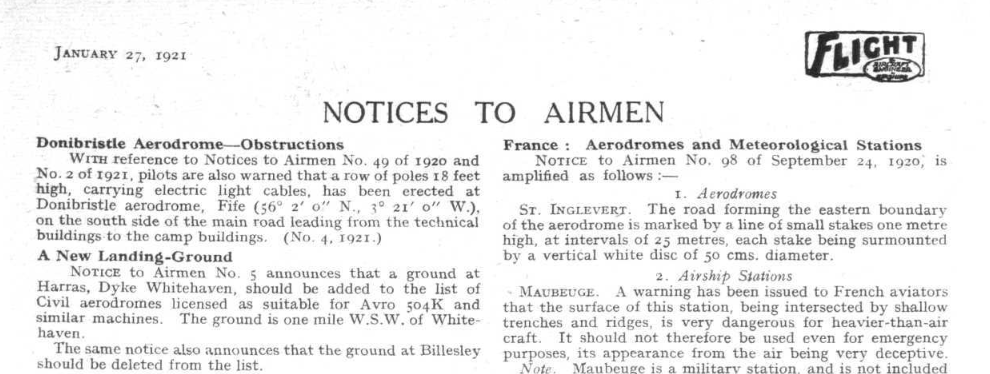 JANUARY 27, 1921
FLIGHT
NOTICES TO AIRMEN
Donibristle Aerodrome—Obstructions
WITH reference to Notices to Airmen No. 49 of 1920 and
No. 2 of 1921, pilots are also warned that a row of poles 18 feet
high, carrying electric light cables, has been erected at
Donibristle aerodrome, Fife (56° 2′ 0″ N., 3° 21′ 0″ W.),
on the south side of the main road leading from the technical
buildings to the camp buildings. (No. 4, 1921.)
A New Landing-Ground
NOTICE to Airmen No. 5 announces that a ground at
Harras, Dyke Whitehaven, should be added to the list of
Civil aerodromes licensed as suitable for Avro 504K and
similar machines. The ground is one mile W.S.W. of White-
haven.
The same notice also announces that the ground at Billesley
should be deleted from the list.
France : Aerodromes and Meteorological Stations
NOTICE to Airmen No. 98 of September 24, 1920, is
amplified as follows :—
1. Aerodromes
ST. INGLEVERT. The road forming the eastern boundary
of the aerodrome is marked by a line of small stakes one metre
high, at intervals of 25 metres, each stake being surmounted
by a vertical white disc of 50 cms. diameter.
2. Airship Stations
MAUBEUGE. A warning has been issued to French aviators
that the surface of this station, being intersected by shallow
trenches and ridges, is very dangerous for heavier-than-air
craft. It should not therefore be used even for emergency
purposes, its appearance from the air being very deceptive.
Note. Maubeuge is a military station, and is not included